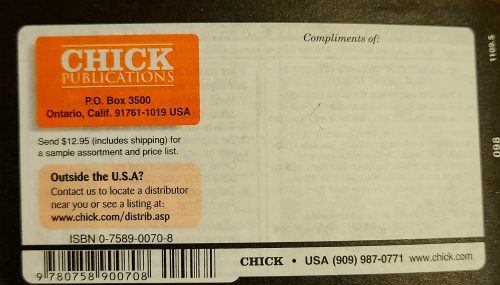 CHICK
PUBLICATIONS
P.O. Box 3500
Ontario, Calif. 91761-1019 USA
Send $12.95 (includes shipping) for
a sample assortment and price list.
Outside the U.S.A?
Contact us to locate a distributor
near you or see a listing at:
www.chick.com/distrib.asp
ISBN 0-7589-0070-8
9 780758 900708
Compliments of:
CHICK • USA (909) 987-0771 www.chick.com
1109.5
098